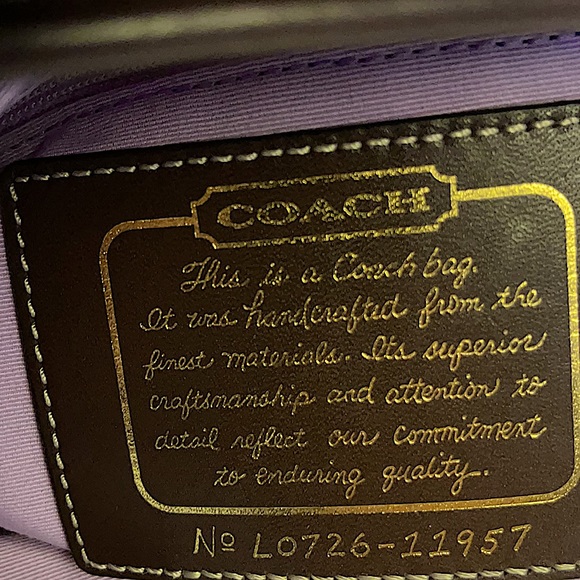 COACH
This is a Coach bag.
It was handcrafted from the
finest materials. Its superior
craftsmanship and attention to
detail reflect our commitment
to enduring quality.
Nº L0726-11957